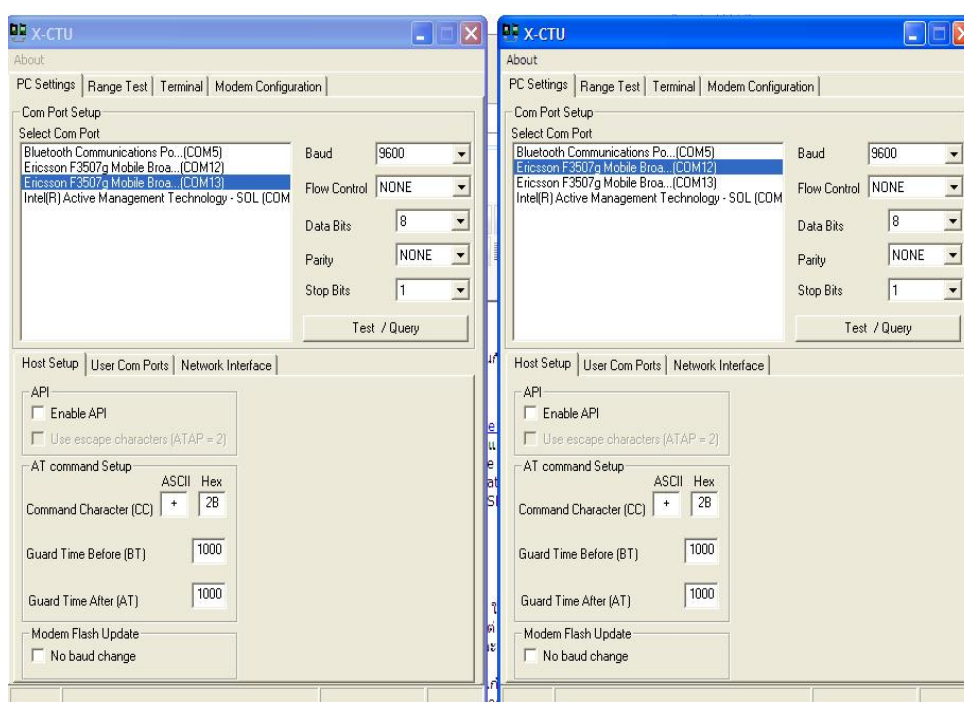 X-CTU
About
PC Settings Range Test Terminal Modem Configuration
Com Port Setup
Select Com Port
Bluetooth Communications Po...(COM5)
Ericsson F3507g Mobile Broa...(COM12)
Ericsson F3507g Mobile Broa...(COM13)
Intel(R) Active Management Technology - SOL (COM
Baud 9600
Flow Control NONE
Data Bits 8
Parity NONE
Stop Bits 1
Test / Query
Host Setup User Com Ports Network Interface
API
Enable API
Use escape characters (ATAP = 2)
AT command Setup
ASCII Hex
Command Character (CC) + 2B
Guard Time Before (BT) 1000
Guard Time After (AT) 1000
Modem Flash Update
No baud change
X-CTU
About
PC Settings Range Test Terminal Modem Configuration
Com Port Setup
Select Com Port
Bluetooth Communications Po...(COM5)
Ericsson F3507g Mobile Broa...(COM12)
Ericsson F3507g Mobile Broa...(COM13)
Intel(R) Active Management Technology - SOL (COM
Baud 9600
Flow Control NONE
Data Bits 8
Parity NONE
Stop Bits 1
Test / Query
Host Setup User Com Ports Network Interface
API
Enable API
Use escape characters (ATAP = 2)
AT command Setup
ASCII Hex
Command Character (CC) + 2B
Guard Time Before (BT) 1000
Guard Time After (AT) 1000
Modem Flash Update
No baud change